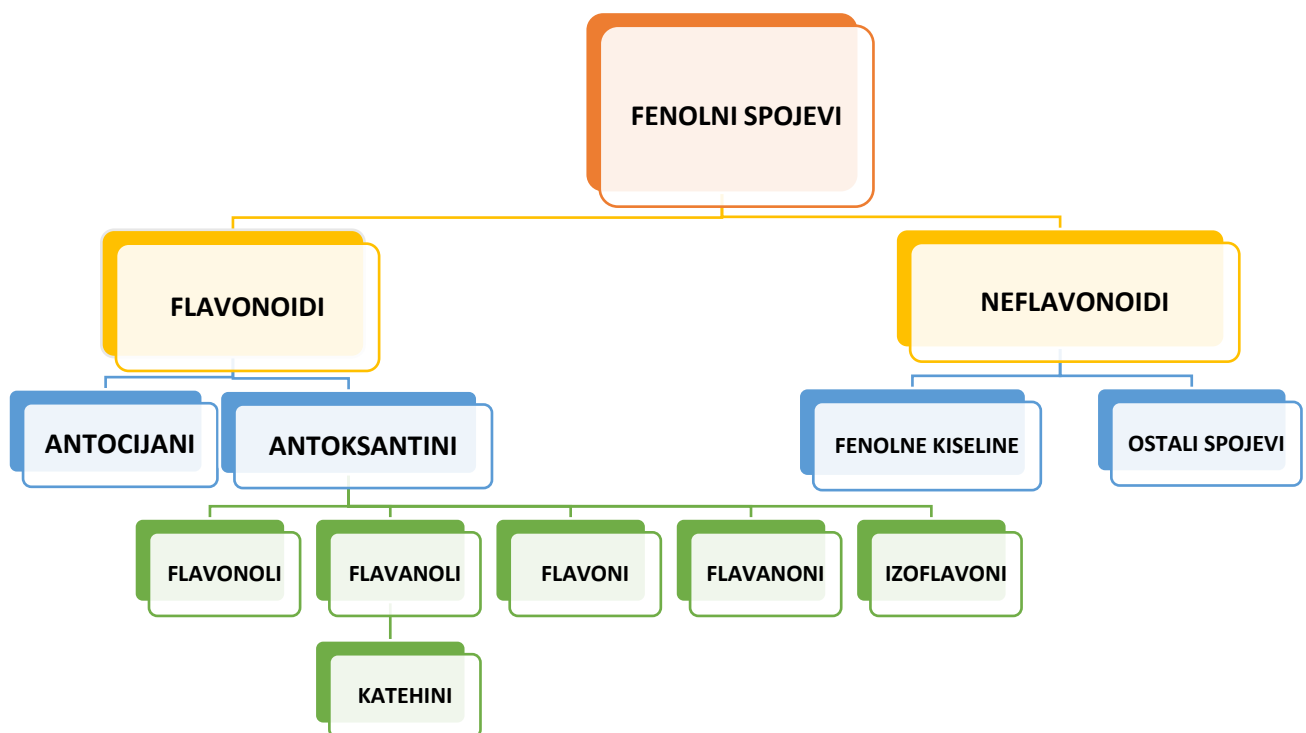 FENOLNI SPOJEVI
FLAVONOIDI
NEFLAVONOIDI
ANTOCIJANI
ANTOKSANTINI
FENOLNE KISELINE
OSTALI SPOJEVI
FLAVONOLI
FLAVANOLI
FLAVONI
FLAVANONI
IZOFLAVONI
KATEHINI